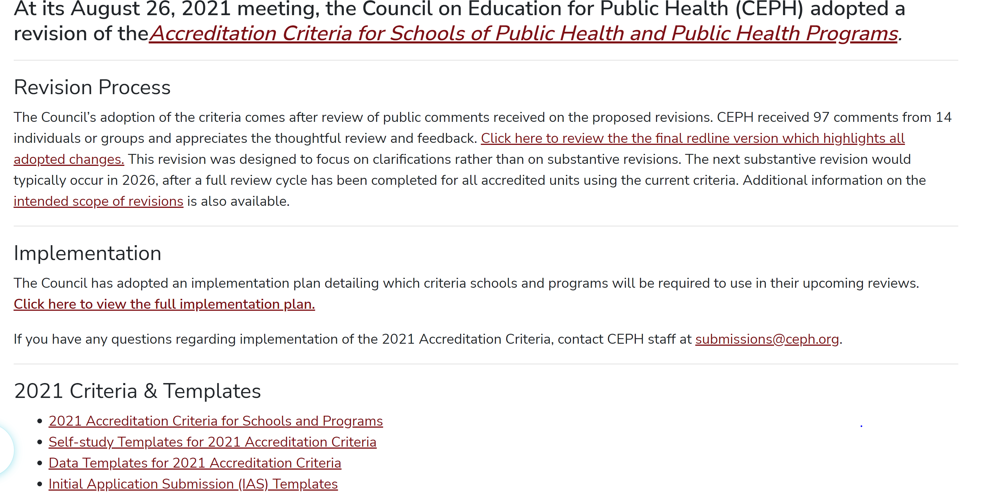 At its August 26, 2021 meeting, the Council on Education for Public Health (CEPH) adopted a
revision of theAccreditation Criteria for Schools of Public Health and Public Health Programs.
Revision Process
The Council’s adoption of the criteria comes after review of public comments received on the proposed revisions. CEPH received 97 comments from 14
individuals or groups and appreciates the thoughtful review and feedback. Click here to review the the final redline version which highlights all
adopted changes. This revision was designed to focus on clarifications rather than on substantive revisions. The next substantive revision would
typically occur in 2026, after a full review cycle has been completed for all accredited units using the current criteria. Additional information on the
intended scope of revisions is also available.
Implementation
The Council has adopted an implementation plan detailing which criteria schools and programs will be required to use in their upcoming reviews.
Click here to view the full implementation plan.
If you have any questions regarding implementation of the 2021 Accreditation Criteria, contact CEPH staff at submissions@ceph.org.
2021 Criteria & Templates
• 2021 Accreditation Criteria for Schools and Programs
• Self-study Templates for 2021 Accreditation Criteria
• Data Templates for 2021 Accreditation Criteria
• Initial Application Submission (IAS) Templates